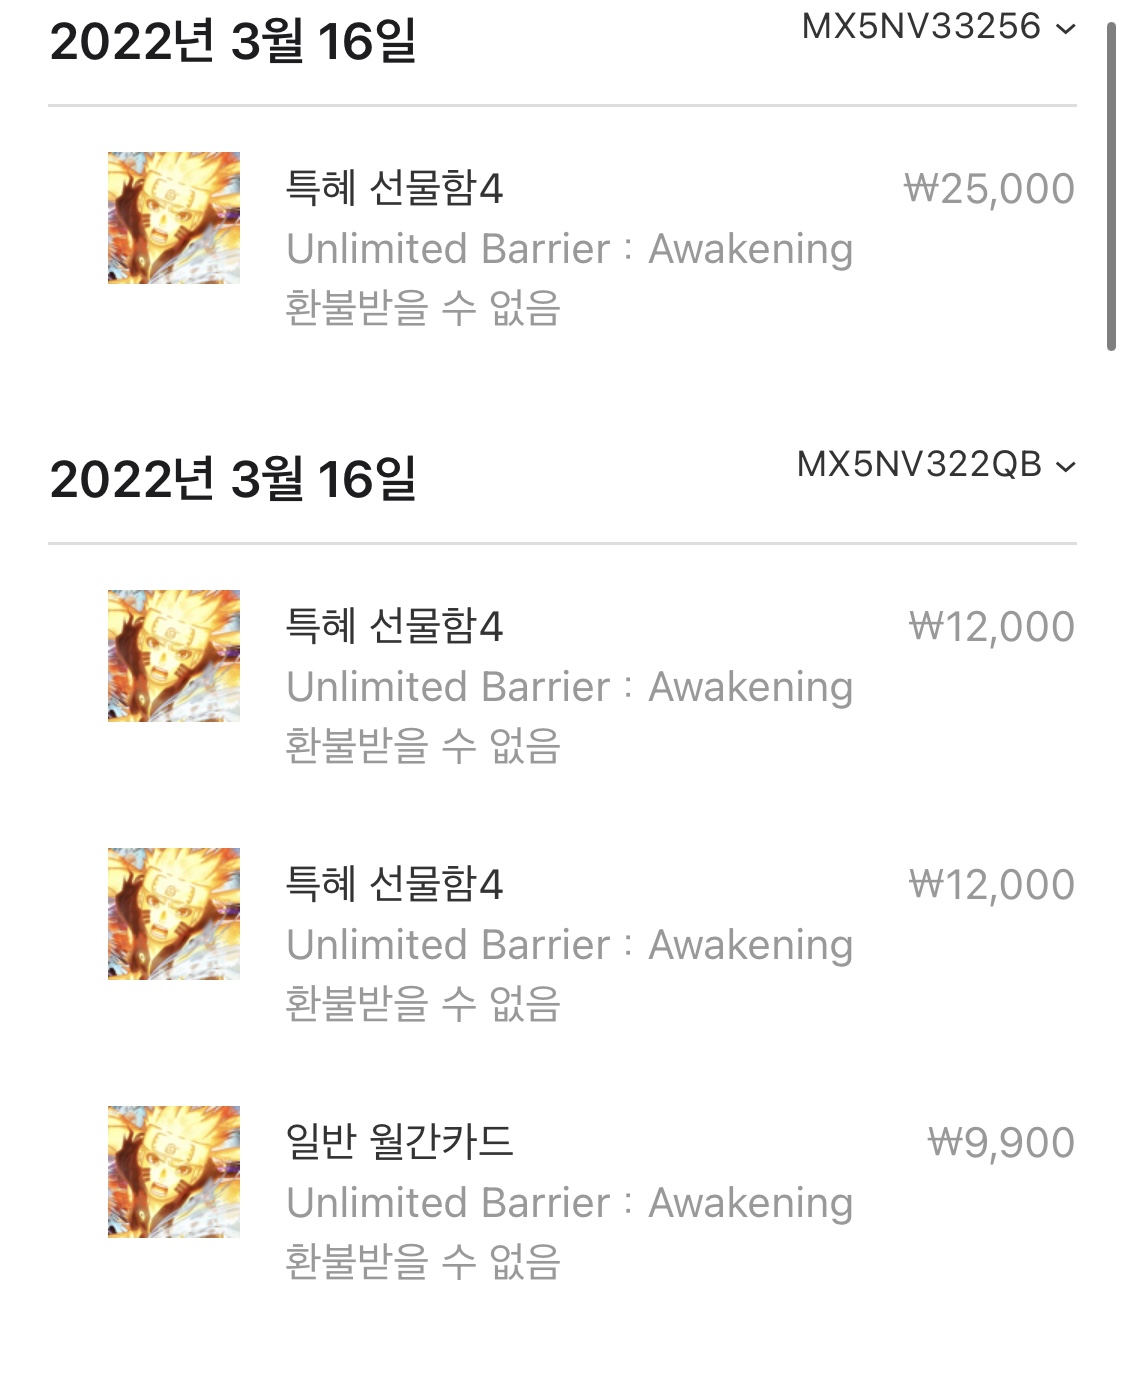 2022년 3월 16일 MX5NV33256
특혜 선물함4 ₩25,000
Unlimited Barrier : Awakening
환불받을 수 없음
2022년 3월 16일 MX5NV322QB
특혜 선물함4 ₩12,000
Unlimited Barrier : Awakening
환불받을 수 없음
특혜 선물함4 ₩12,000
Unlimited Barrier : Awakening
환불받을 수 없음
일반 월간카드 ₩9,900
Unlimited Barrier : Awakening
환불받을 수 없음